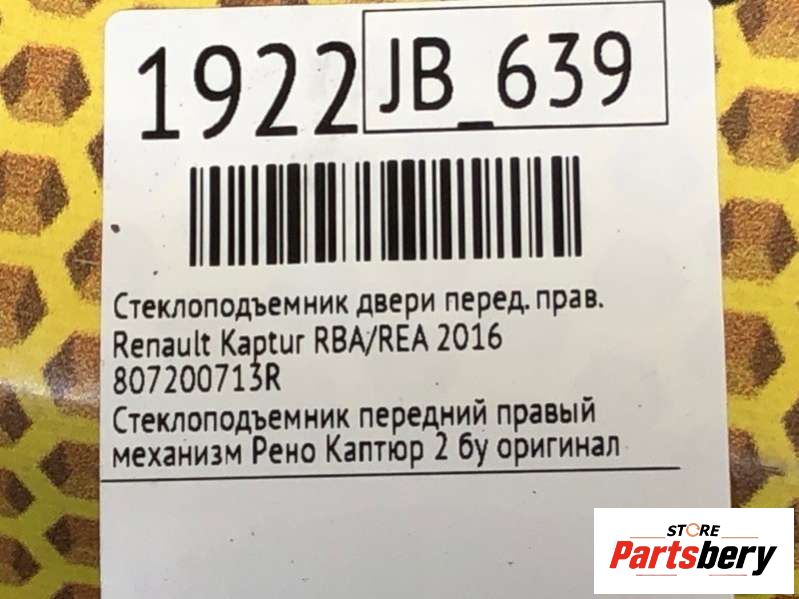 1922 JB_639
Стеклоподъемник двери перед. прав.
Renault Kaptur RBA/REA 2016
807200713R
Стеклоподъемник передний правый
механизм Рено Каптюр 2 бу оригинал
STORE
Partsbery